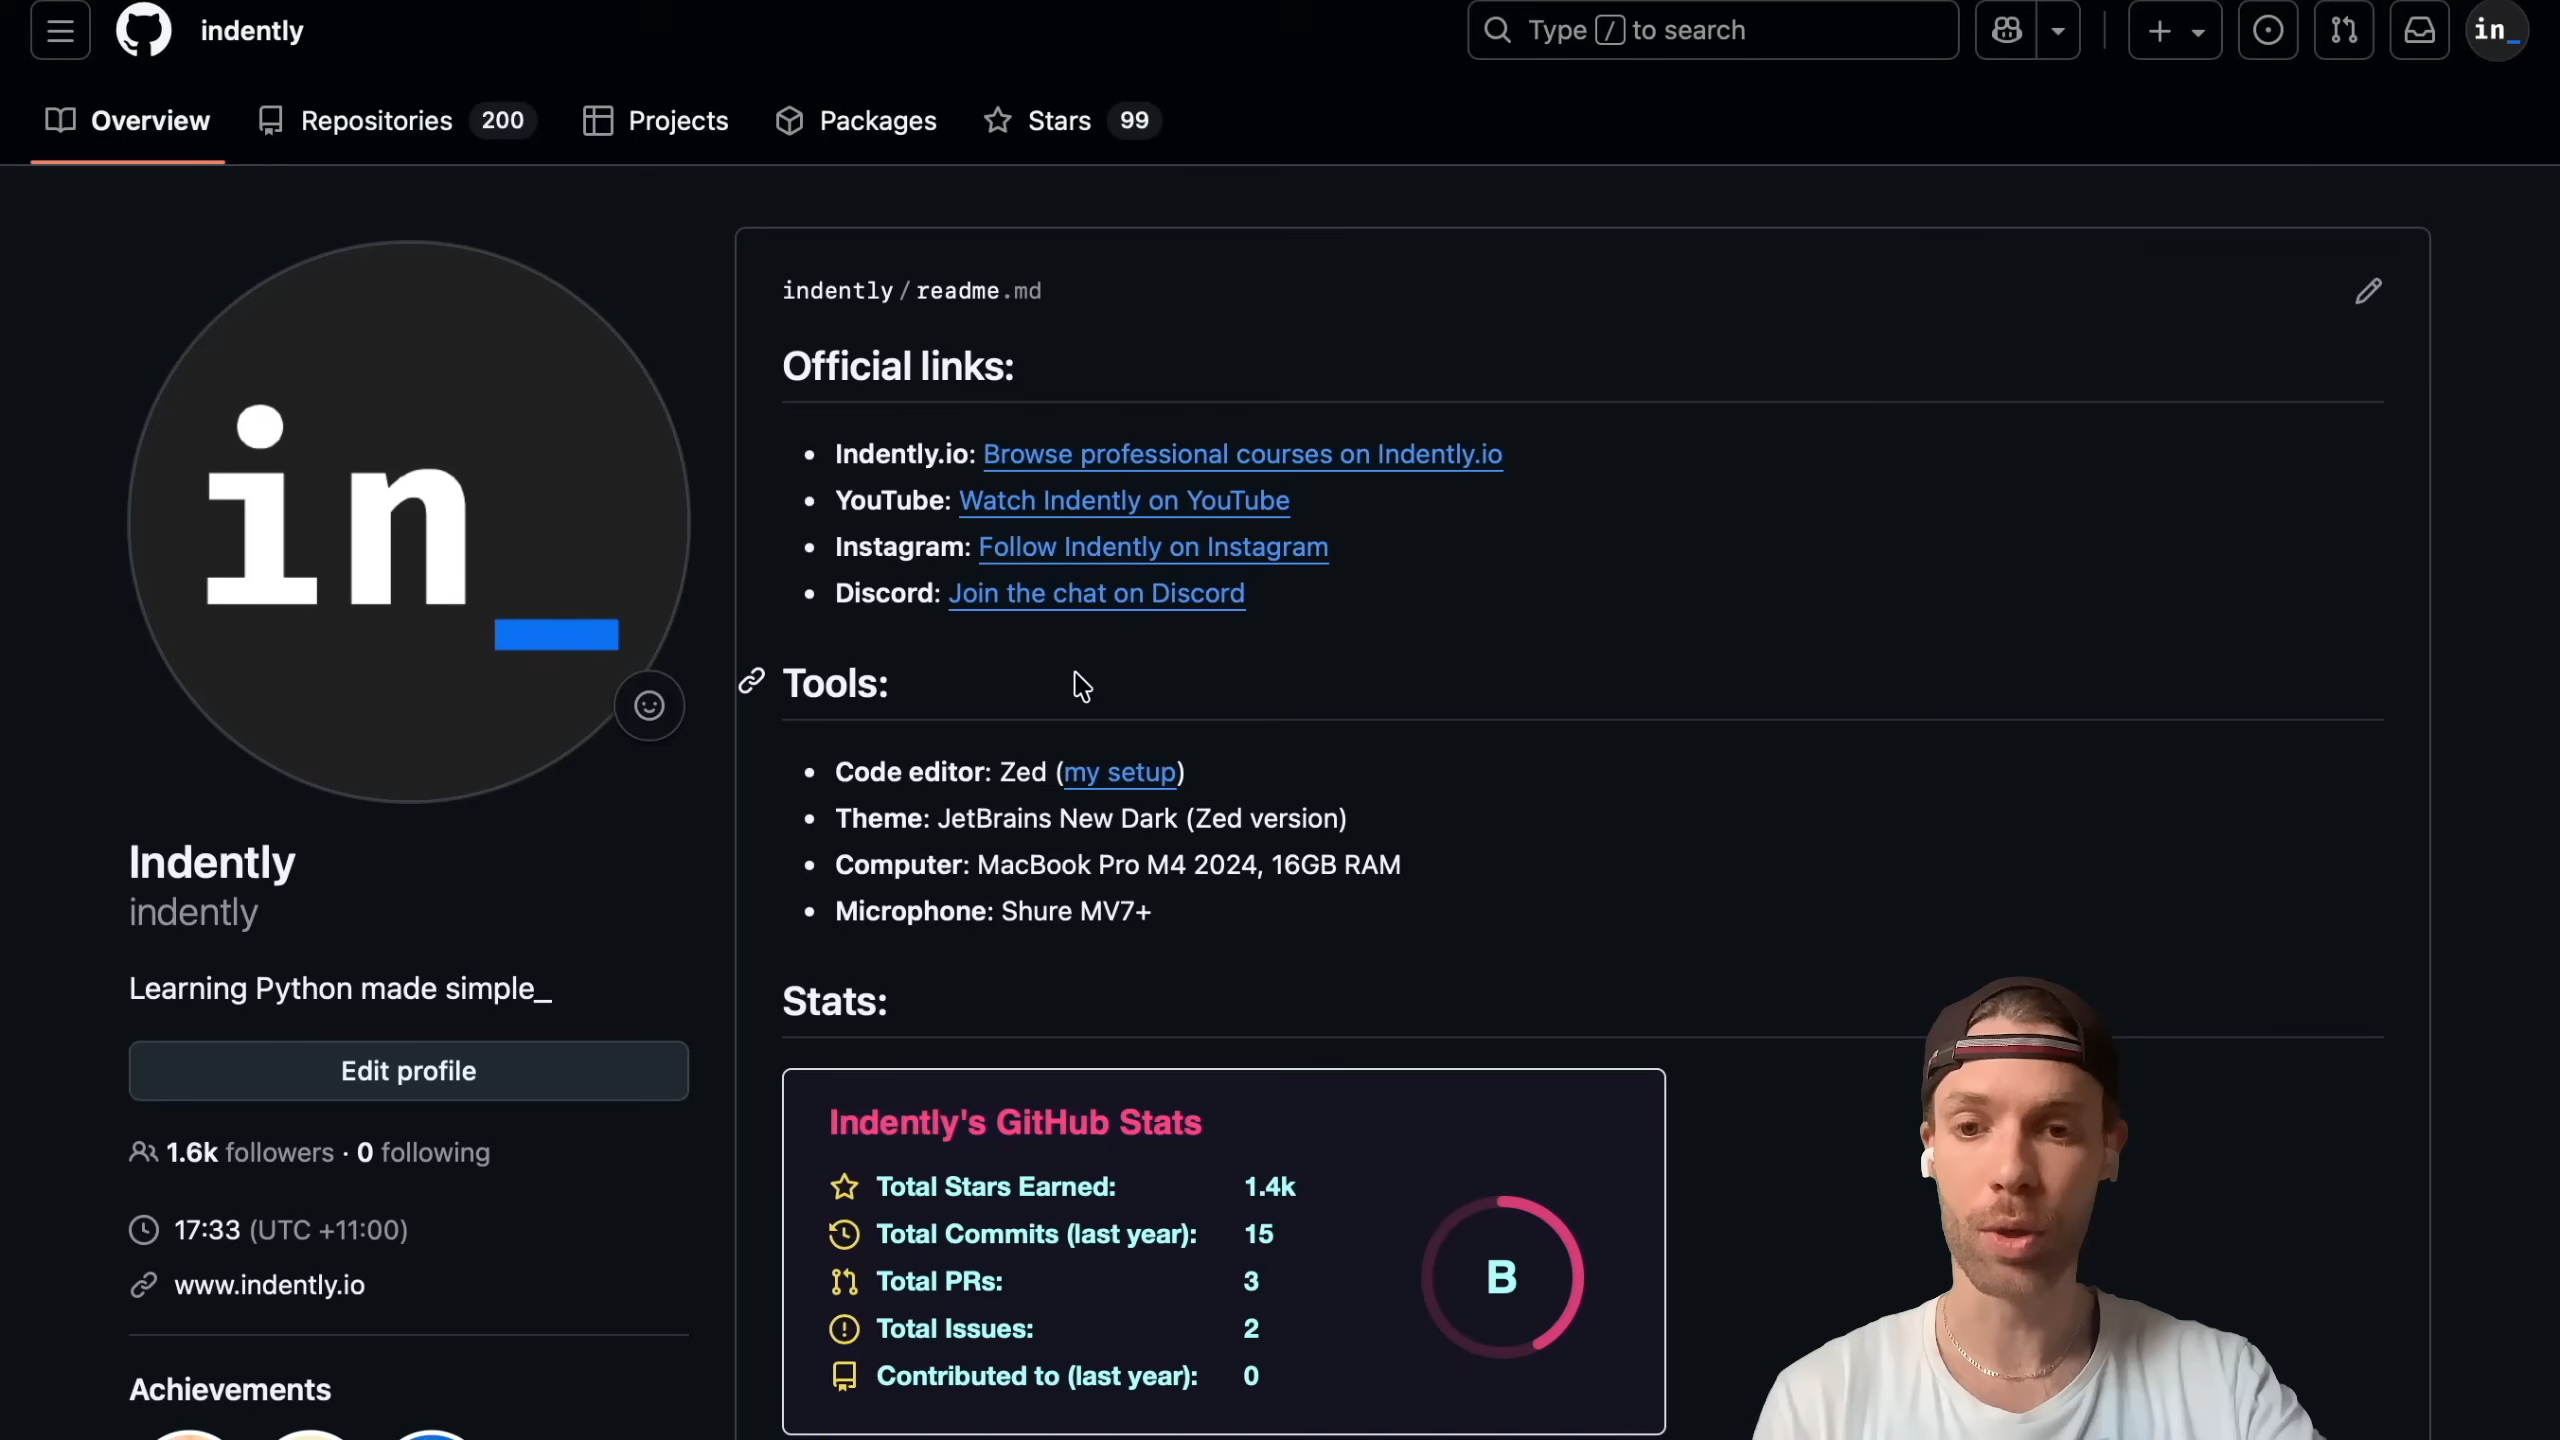 indently
Type / to search
in_
Overview
Repositories 200
Projects
Packages
Stars 99
in_
indently/readme.md
Official links:
Indently.io: Browse professional courses on Indently.io
YouTube: Watch Indently on YouTube
Instagram: Follow Indently on Instagram
Discord: Join the chat on Discord
Tools:
Code editor: Zed (my setup)
Theme: JetBrains New Dark (Zed version)
Computer: MacBook Pro M4 2024, 16GB RAM
Microphone: Shure MV7+
Stats:
Indently's GitHub Stats
Total Stars Earned: 1.4k
Total Commits (last year): 15
Total PRs: 3
Total Issues: 2
Contributed to (last year): 0
B
Indently
indently
Learning Python made simple_
Edit profile
1.6k followers · 0 following
17:33 (UTC +11:00)
www.indently.io
Achievements